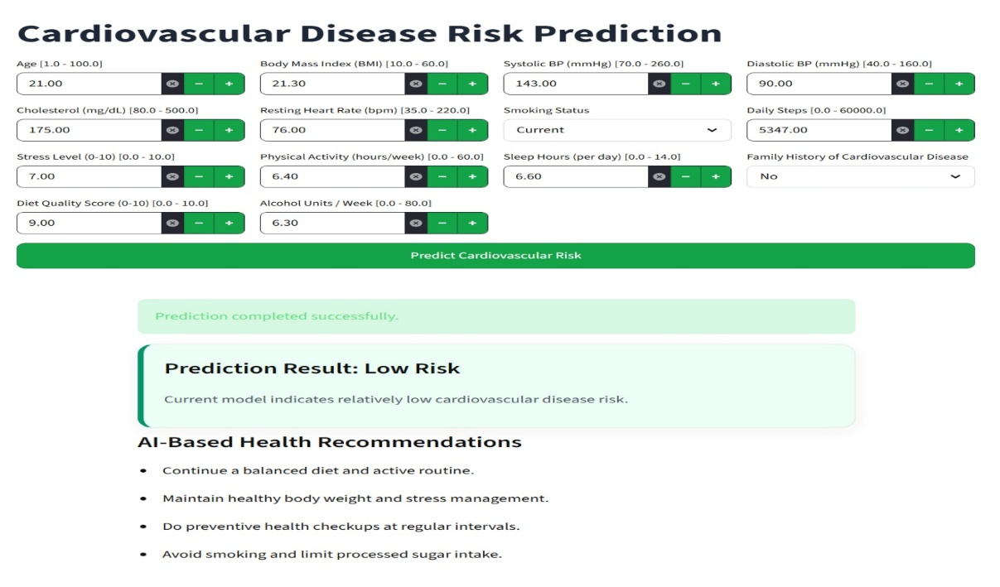 Cardiovascular Disease Risk Prediction
Age [1.0 - 100.0] Body Mass Index (BMI) [10.0 - 60.0] Systolic BP (mmHg) [70.0 - 260.0] Diastolic BP (mmHg) [40.0 - 160.0]
21.00 21.30 143.00 90.00
Cholesterol (mg/dL) [80.0 - 500.0] Resting Heart Rate (bpm) [35.0 - 220.0] Smoking Status Daily Steps [0.0 - 60000.0]
175.00 76.00 Current 5347.00
Stress Level (0-10) [0.0 - 10.0] Physical Activity (hours/week) [0.0 - 60.0] Sleep Hours (per day) [0.0 - 14.0] Family History of Cardiovascular Disease
7.00 6.40 6.60 No
Diet Quality Score (0-10) [0.0 - 10.0] Alcohol Units / Week [0.0 - 80.0]
9.00 6.30
Predict Cardiovascular Risk
Prediction completed successfully.
Prediction Result: Low Risk
Current model indicates relatively low cardiovascular disease risk.
AI-Based Health Recommendations
• Continue a balanced diet and active routine.
• Maintain healthy body weight and stress management.
• Do preventive health checkups at regular intervals.
• Avoid smoking and limit processed sugar intake.